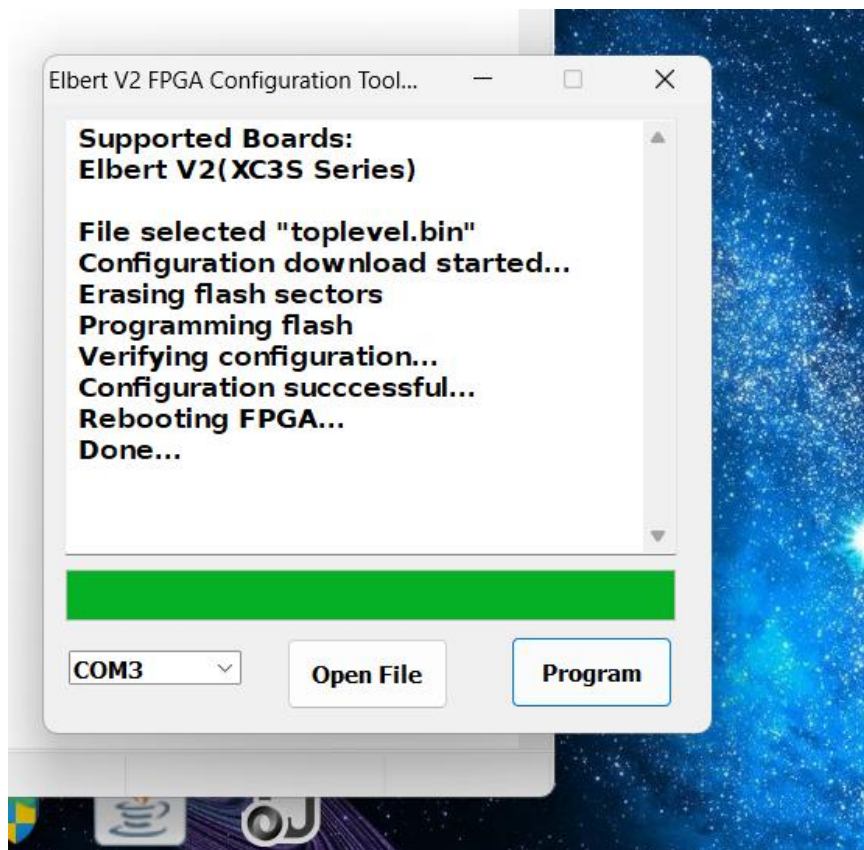 Elbert V2 FPGA Configuration Tool...
Supported Boards:
Elbert V2(XC3S Series)
File selected "toplevel.bin"
Configuration download started...
Erasing flash sectors
Programming flash
Verifying configuration...
Configuration succcessful...
Rebooting FPGA...
Done...
COM3
Open File
Program